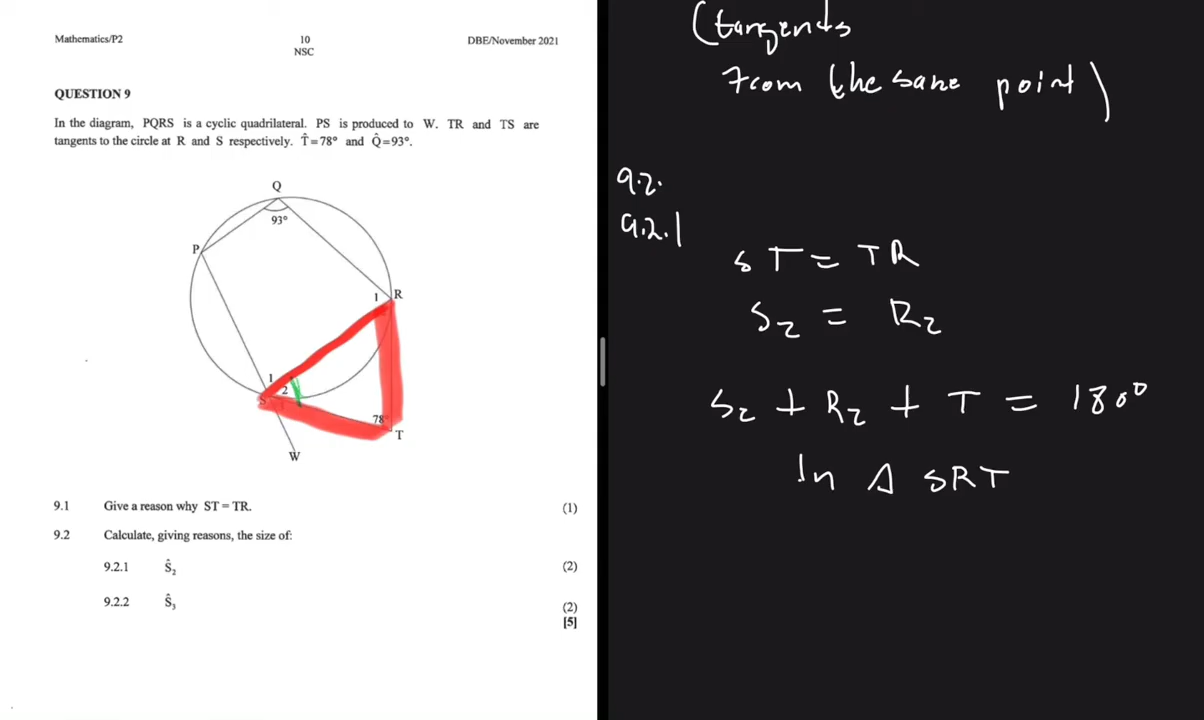 Mathematics/P2
10
NSC
DBE/November 2021
QUESTION 9
In the diagram, PQRS is a cyclic quadrilateral. PS is produced to W. TR and TS are
tangents to the circle at R and S respectively. T̂ = 78° and Q̂ = 93°.
Q
93°
P
1 R
1
2
S
78°
T
W
9.1 Give a reason why ST = TR. (1)
9.2 Calculate, giving reasons, the size of:
9.2.1 Ŝ₂ (2)
9.2.2 Ŝ₃ (2)
[5]
(tangends
From the same point)
9.2.
9.2.1
ST = TR
S₂ = R₂
S₂ + R₂ + T = 180°
In Δ SRT